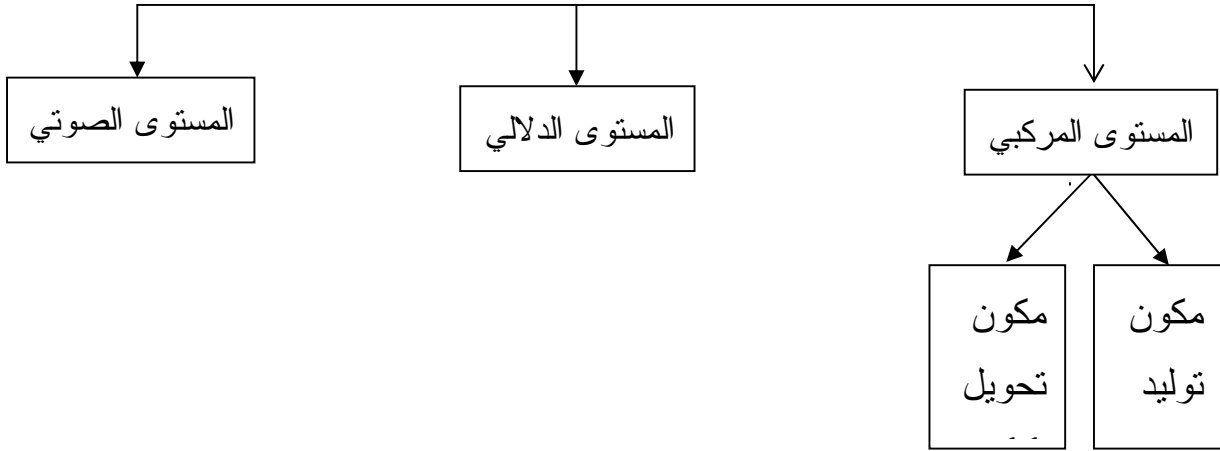 المستوى المركبي
المستوى الدلالي
المستوى الصوتي
مكون
توليد
مكون
تحويل